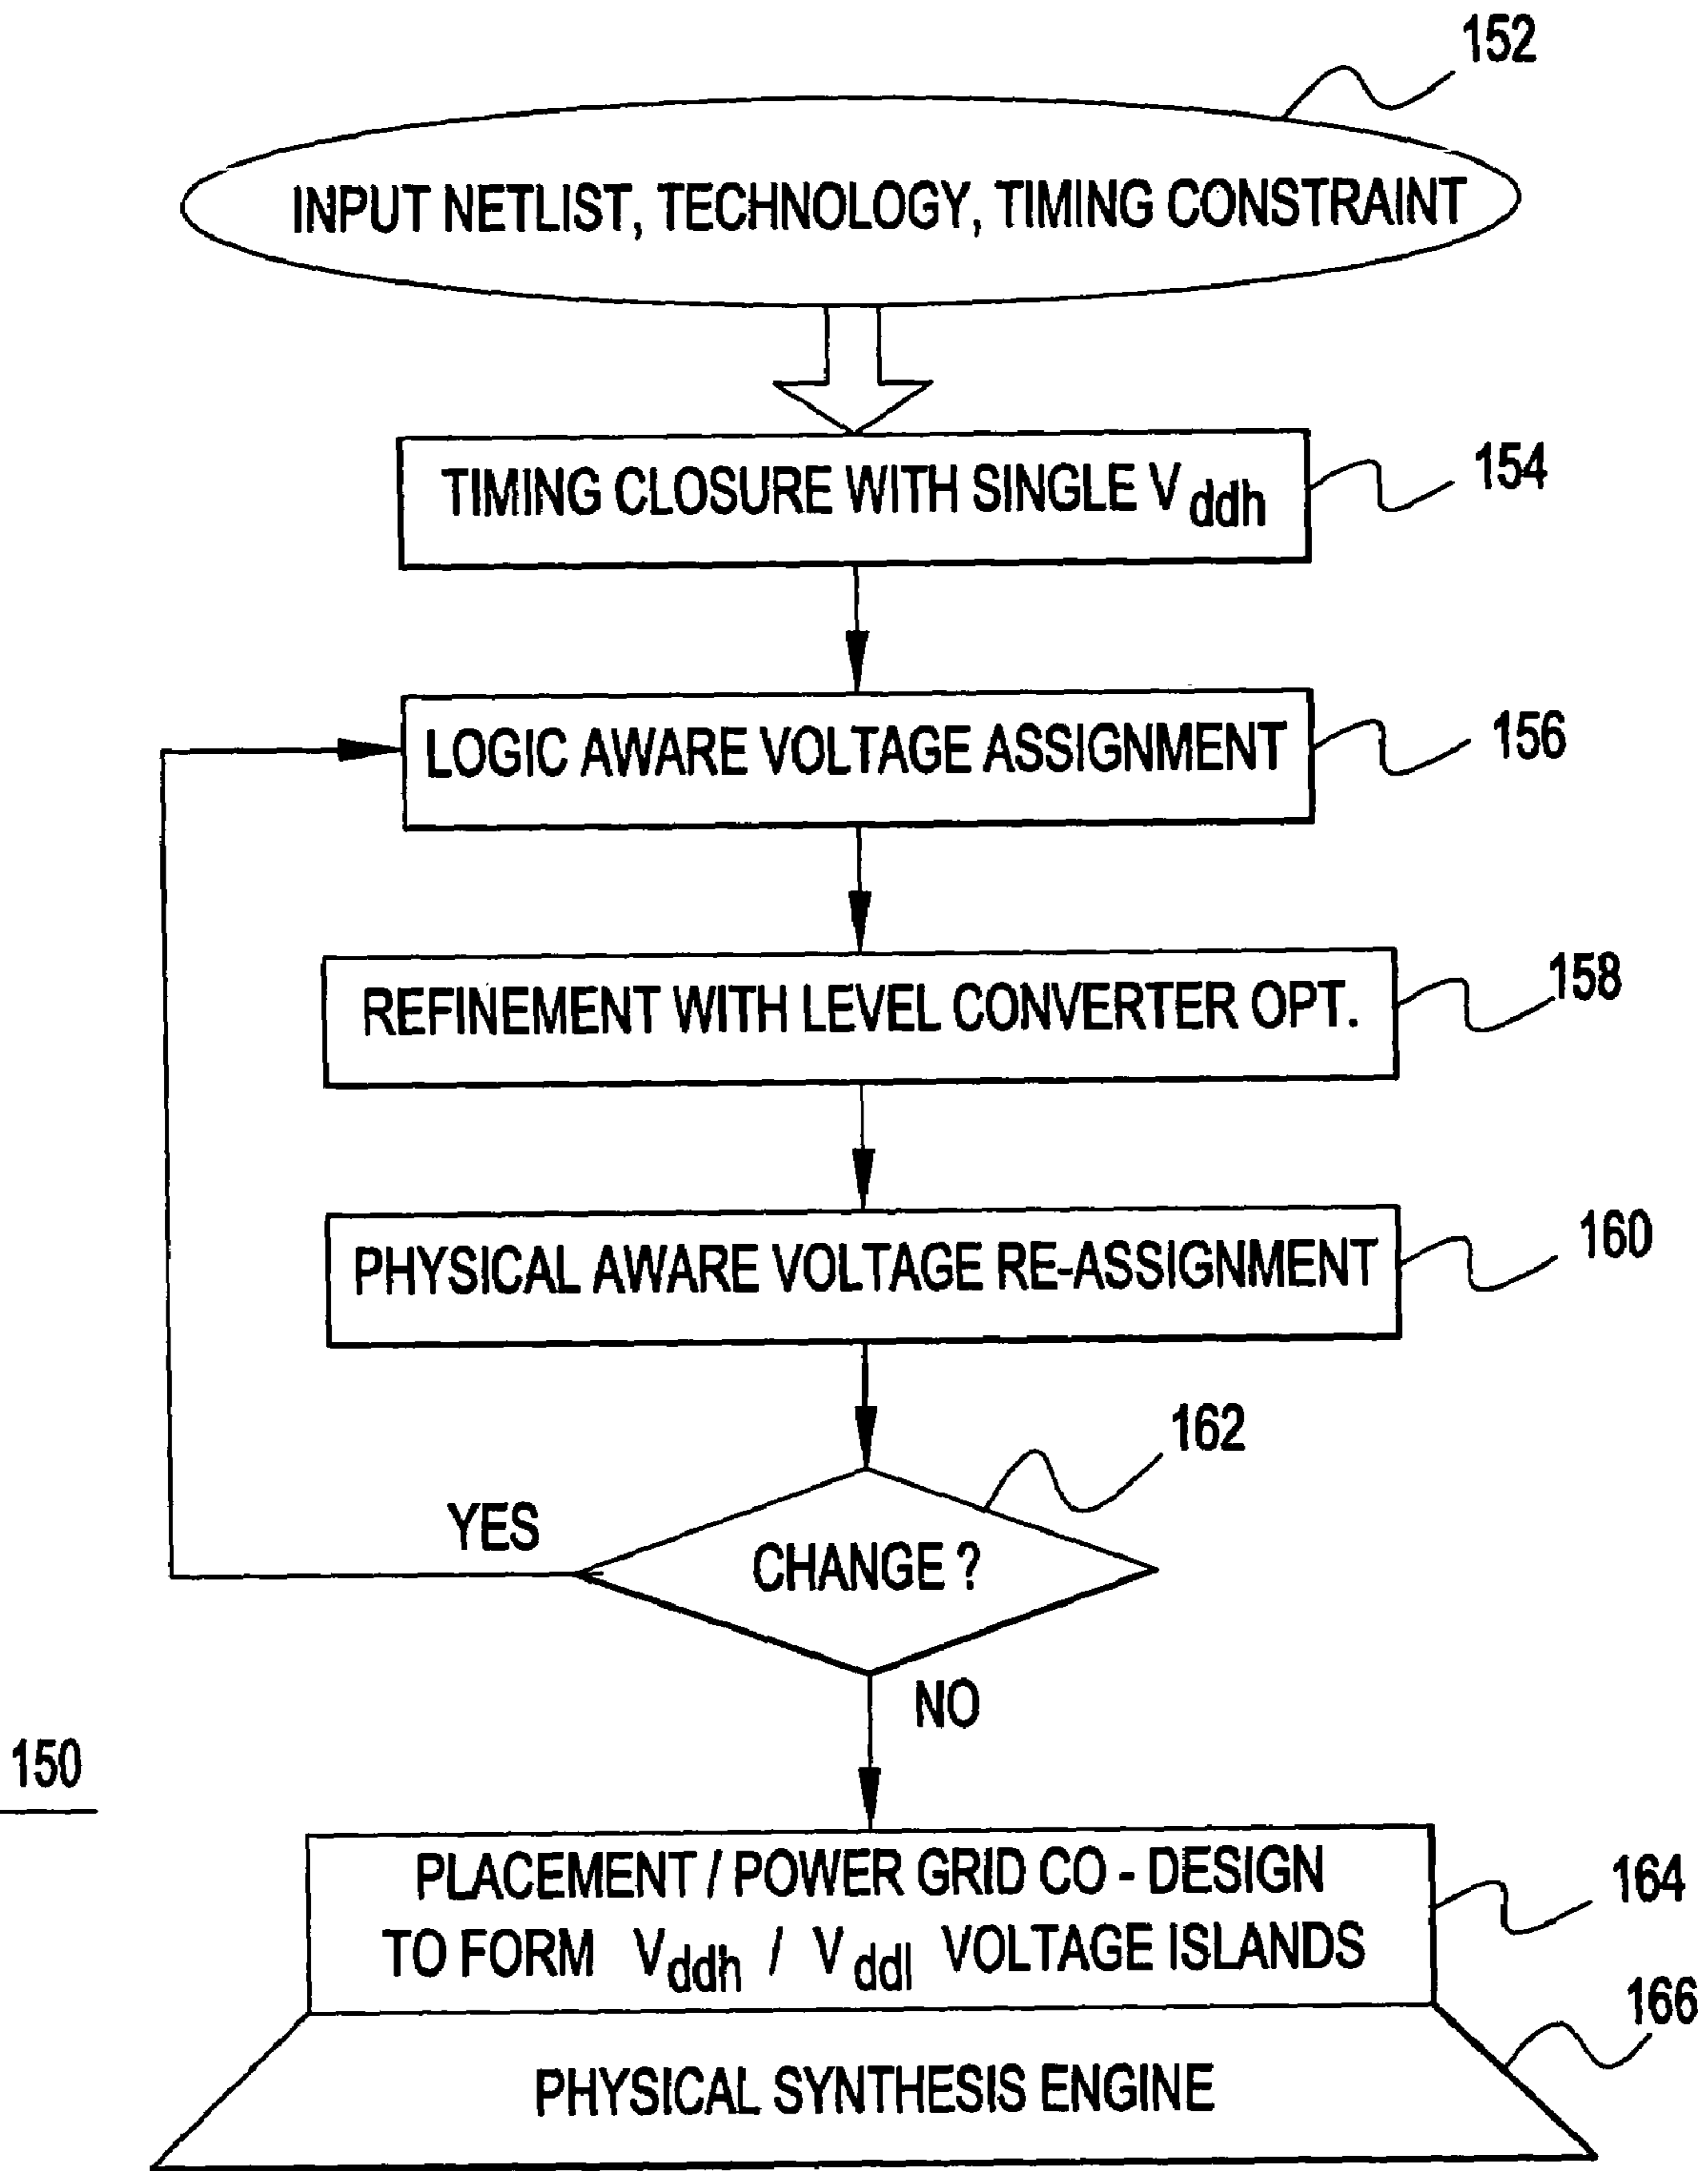 152
INPUT NETLIST, TECHNOLOGY, TIMING CONSTRAINT
TIMING CLOSURE WITH SINGLE Vddh
154
LOGIC AWARE VOLTAGE ASSIGNMENT
156
REFINEMENT WITH LEVEL CONVERTER OPT.
158
PHYSICAL AWARE VOLTAGE RE-ASSIGNMENT
160
162
YES
CHANGE ?
NO
150
PLACEMENT / POWER GRID CO - DESIGN
TO FORM Vddh / Vddl VOLTAGE ISLANDS
164
166
PHYSICAL SYNTHESIS ENGINE